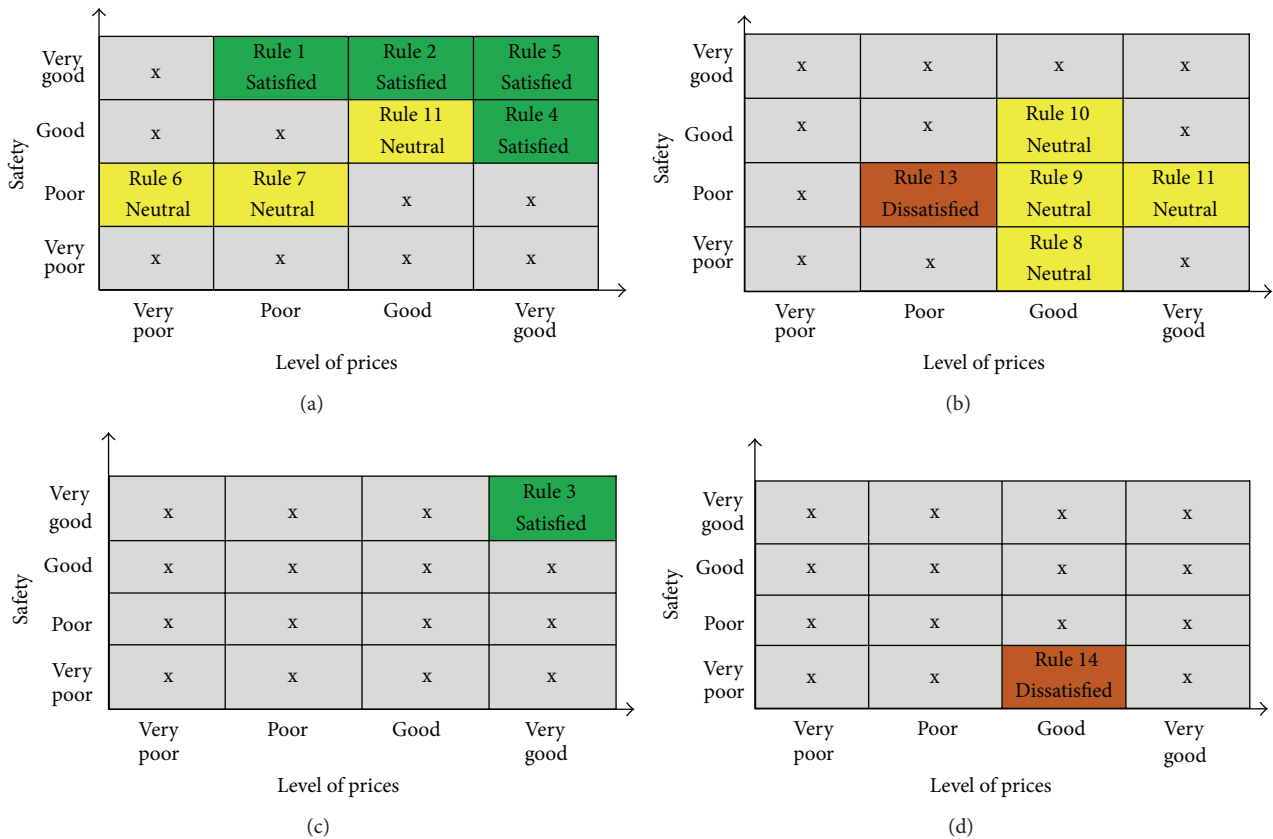 Safety
Very
good
x
Rule 1
Satisfied
Rule 2
Satisfied
Rule 5
Satisfied
Good
x
x
Rule 11
Neutral
Rule 4
Satisfied
Poor
Rule 6
Neutral
Rule 7
Neutral
x
x
Very
poor
x
x
x
x
Very
poor
Poor
Good
Very
good
Level of prices
(a)
Safety
Very
good
x
x
x
x
Good
x
x
Rule 10
Neutral
x
Poor
x
Rule 13
Dissatisfied
Rule 9
Neutral
Rule 11
Neutral
Very
poor
x
x
Rule 8
Neutral
x
Very
poor
Poor
Good
Very
good
Level of prices
(b)
Safety
Very
good
x
x
x
Rule 3
Satisfied
Good
x
x
x
x
Poor
x
x
x
x
Very
poor
x
x
x
x
Very
poor
Poor
Good
Very
good
Level of prices
(c)
Safety
Very
good
x
x
x
x
Good
x
x
x
x
Poor
x
x
x
x
Very
poor
x
x
Rule 14
Dissatisfied
x
Very
poor
Poor
Good
Very
good
Level of prices
(d)